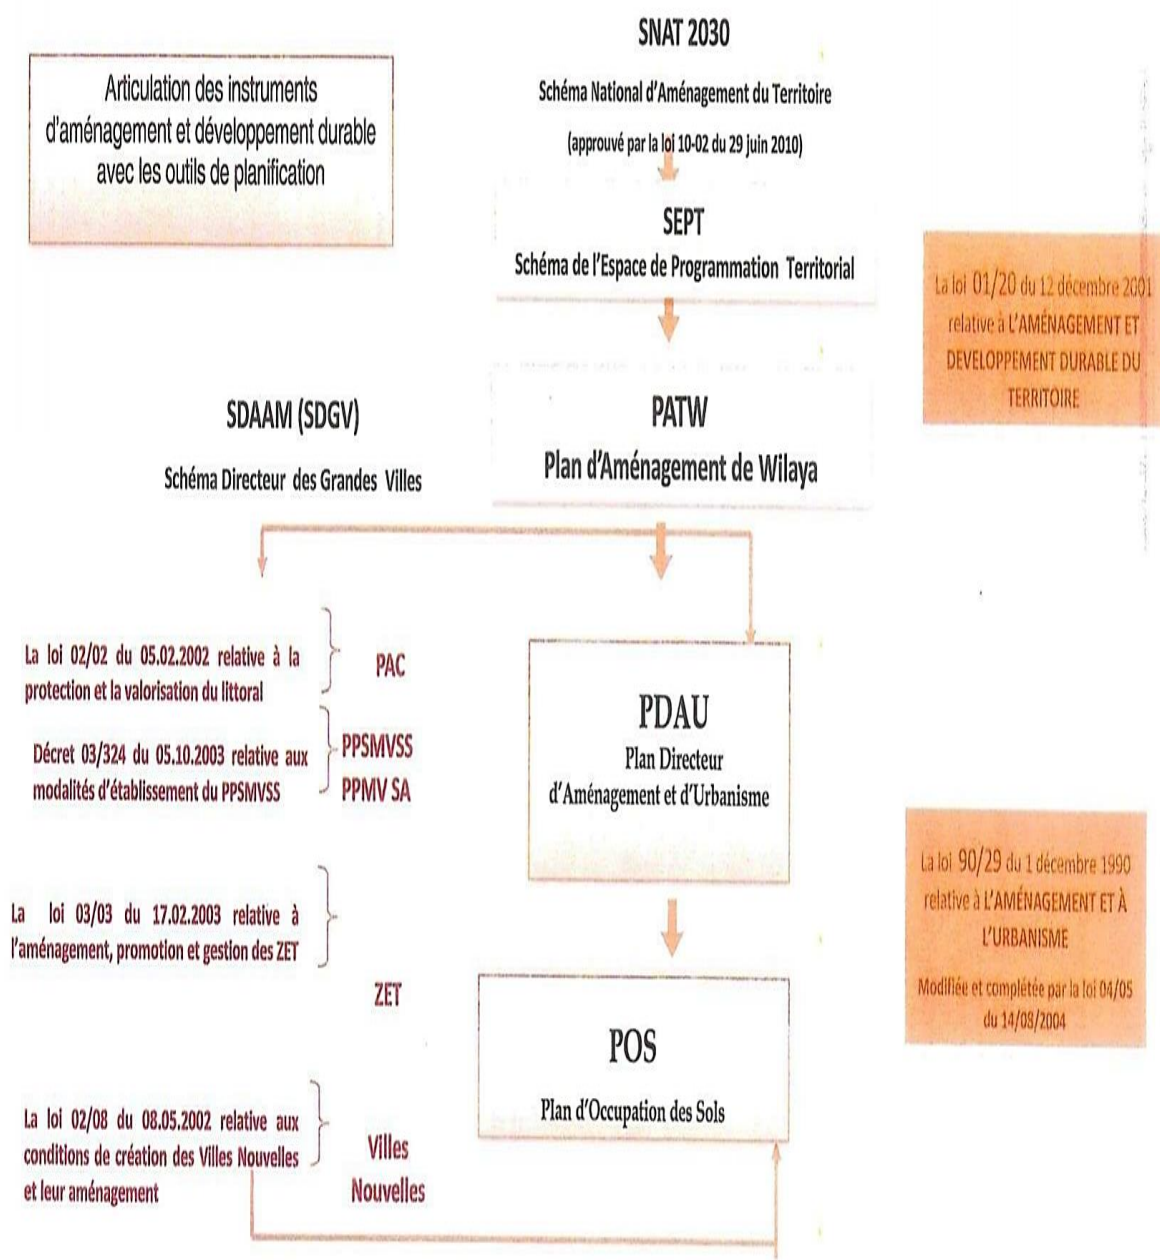 SNAT 2030
Schéma National d'Aménagement du Territoire
(approuvé par la loi 10-02 du 29 juin 2010)
Articulation des instruments
d'aménagement et développement durable
avec les outils de planification
SEPT
Schéma de l'Espace de Programmation Territorial
La loi 01/20 du 12 décembre 2001
relative à L'AMÉNAGEMENT ET
DEVELOPPEMENT DURABLE DU
TERRITOIRE
SDAAM (SDGV)
Schéma Directeur des Grandes Villes
PATW
Plan d'Aménagement de Wilaya
La loi 02/02 du 05.02.2002 relative à la
protection et la valorisation du littoral
PAC
Décret 03/324 du 05.10.2003 relative aux
modalités d'établissement du PPSMVSS
PPSMVSS
PPMV SA
PDAU
Plan Directeur
d'Aménagement et d'Urbanisme
La loi 03/03 du 17.02.2003 relative à
l'aménagement, promotion et gestion des ZET
ZET
La loi 90/29 du 1 décembre 1990
relative à L'AMÉNAGEMENT ET À
L'URBANISME
Modifiée et complétée par la loi 04/05
du 14/08/2004
POS
Plan d'Occupation des Sols
La loi 02/08 du 08.05.2002 relative aux
conditions de création des Villes Nouvelles
et leur aménagement
Villes
Nouvelles